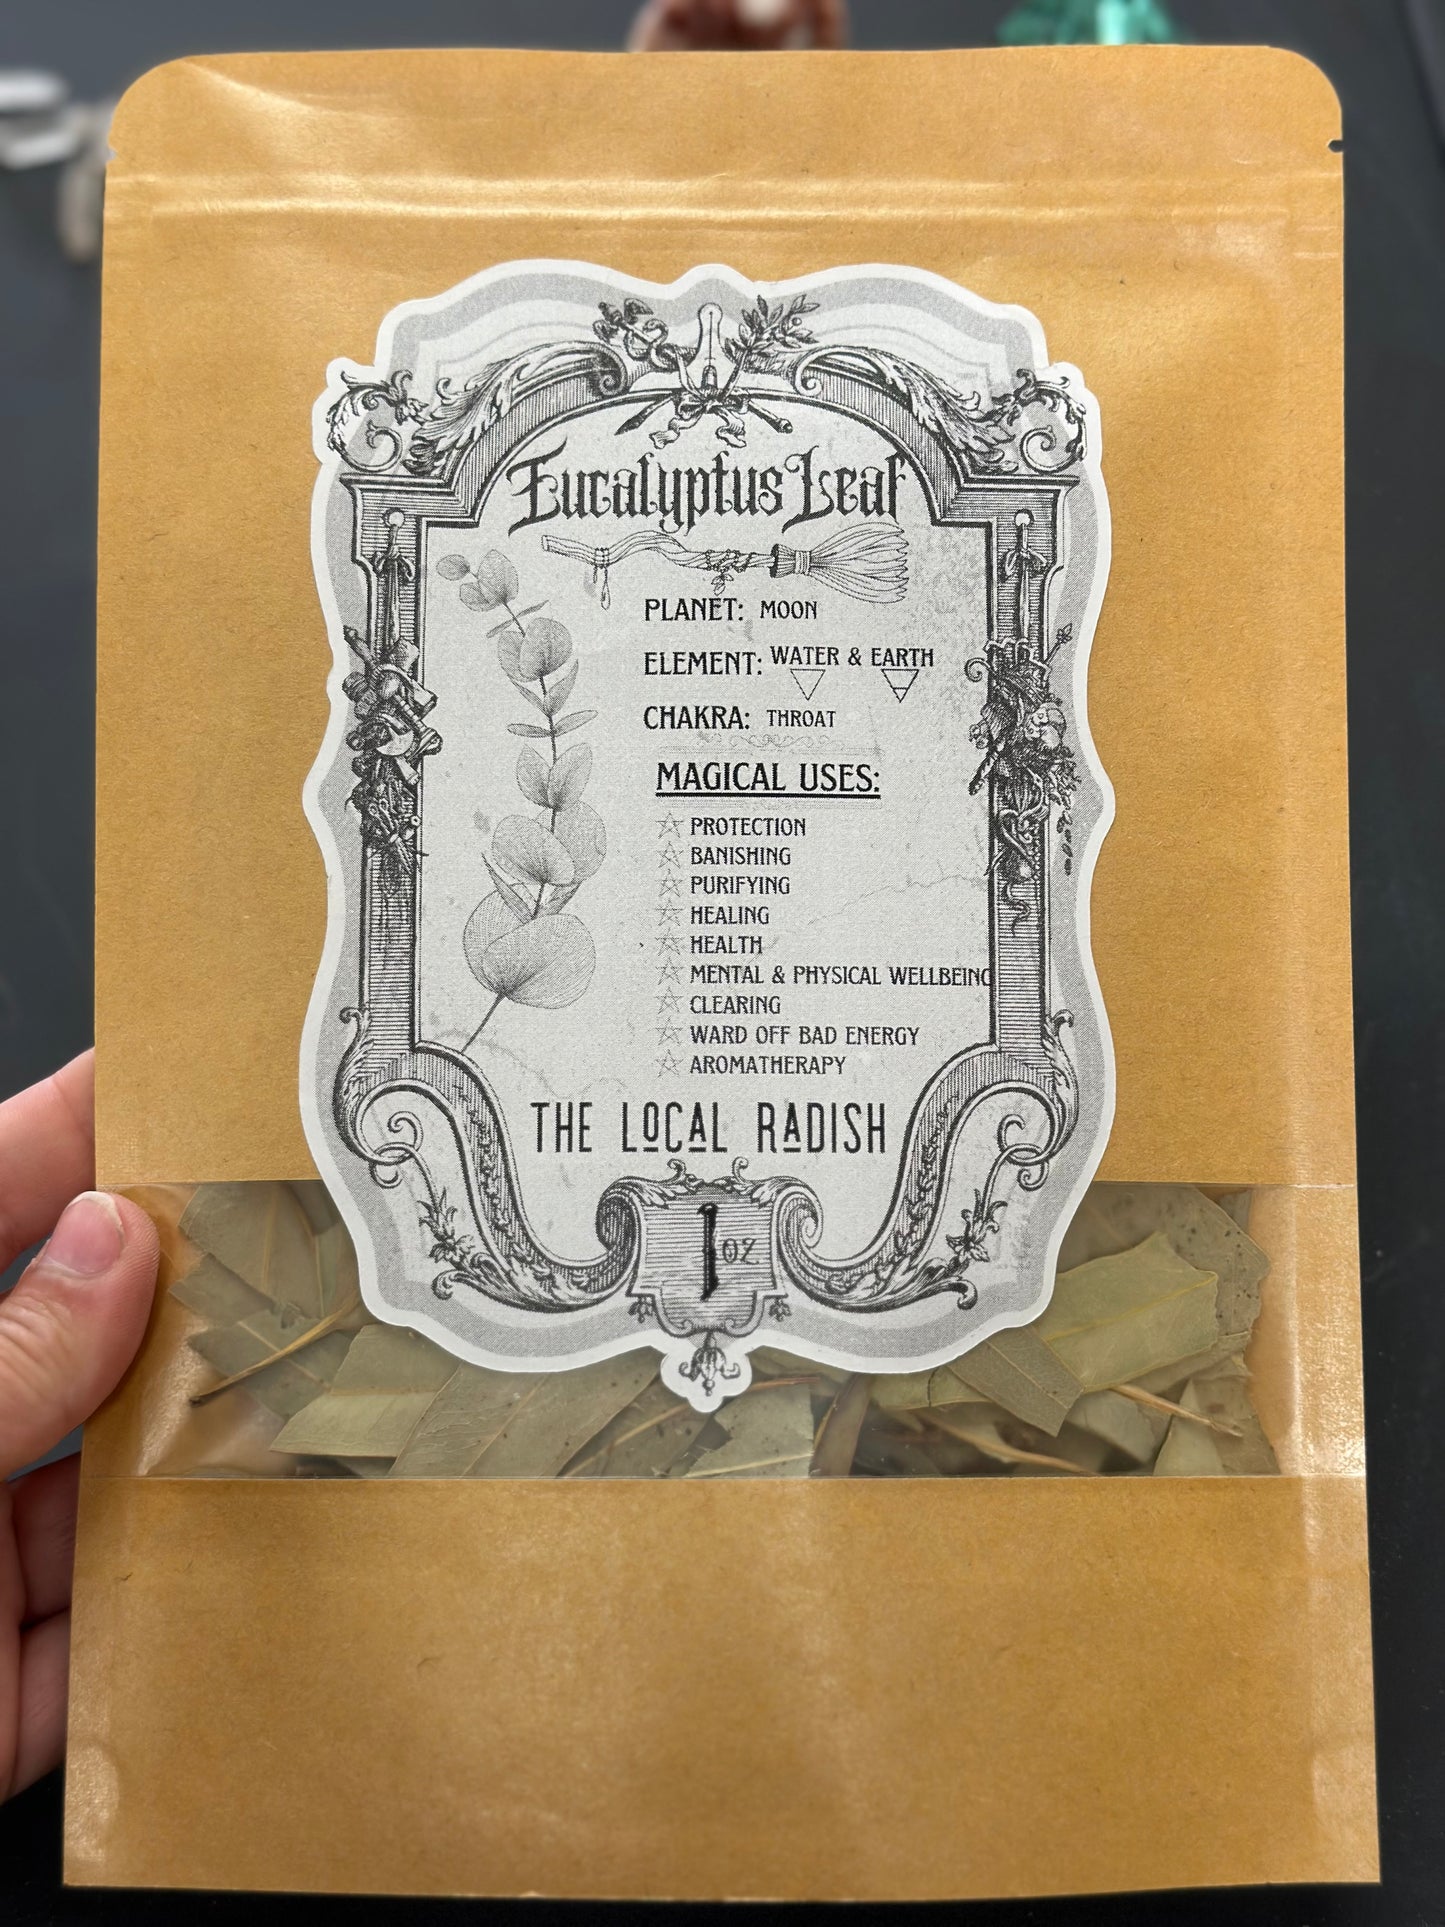 Eucalyptus Leaf
PLANET: MOON
ELEMENT: WATER & EARTH
CHAKRA: THROAT
MAGICAL USES:
PROTECTION
BANISHING
PURIFYING
HEALING
HEALTH
MENTAL & PHYSICAL WELLBEING
CLEARING
WARD OFF BAD ENERGY
AROMATHERAPY
THE LOCAL RADISH
1 oz